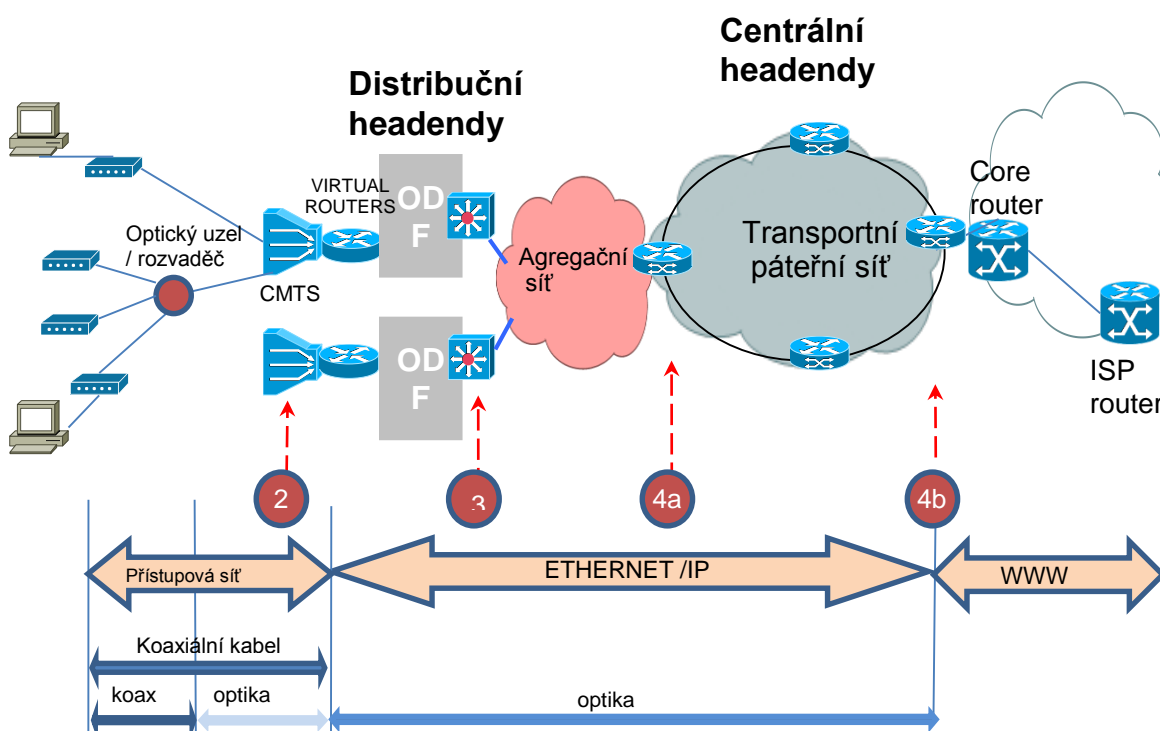 Centrální
headendy
Distribuční
headendy
VIRTUAL
ROUTERS
OD
F
Core
router
Optický uzel
/ rozvaděč
CMTS
Agregační
síť
Transportní
páteřní síť
OD
F
ISP
router
2
3
4a
4b
Přístupová síť
ETHERNET /IP
WWW
Koaxiální kabel
koax
optika
optika